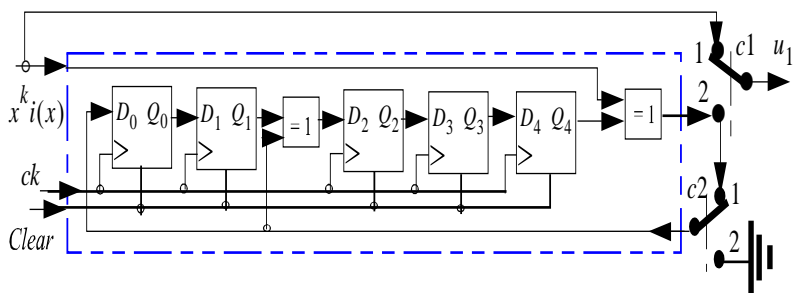 1 c1 u1
x^k i(x)
D0 Q0 D1 Q1 = 1 D2 Q2 D3 Q3 D4 Q4 = 1 2
ck
c2 1
Clear
2